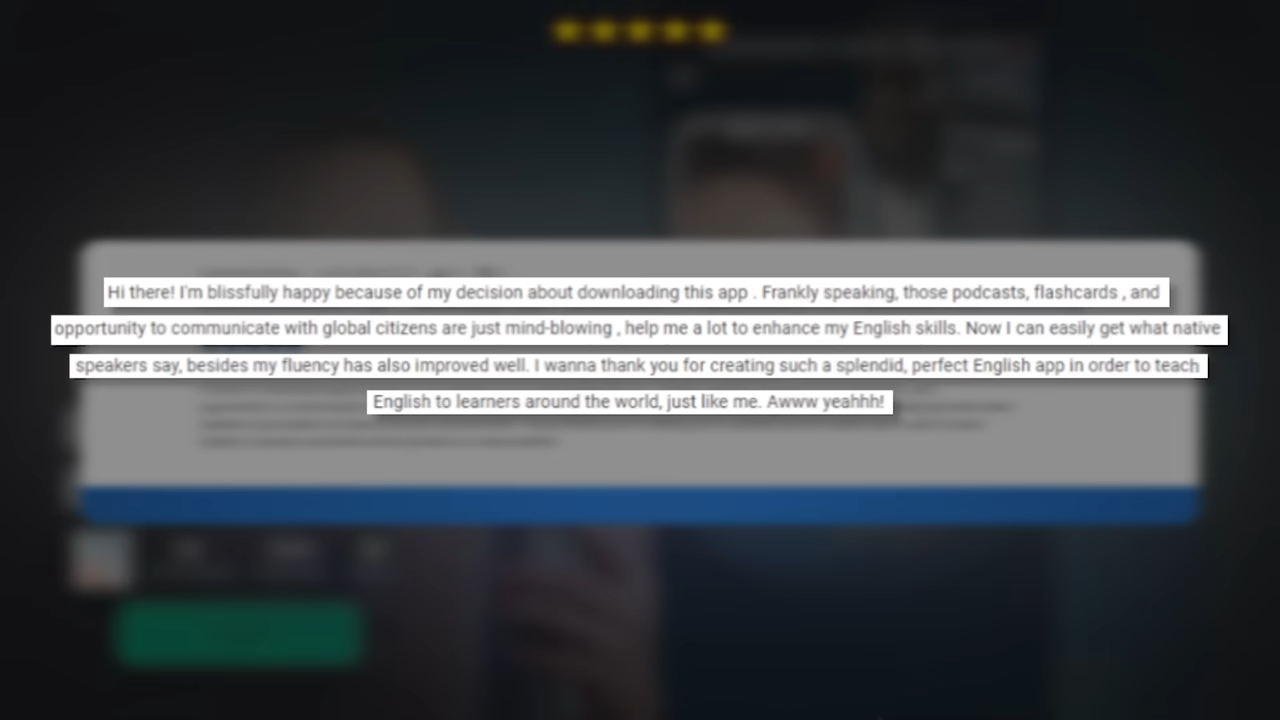 Hi there! I'm blissfully happy because of my decision about downloading this app . Frankly speaking, those podcasts, flashcards , and
opportunity to communicate with global citizens are just mind-blowing , help me a lot to enhance my English skills. Now I can easily get what native
speakers say, besides my fluency has also improved well. I wanna thank you for creating such a splendid, perfect English app in order to teach
English to learners around the world, just like me. Awww yeahhh!